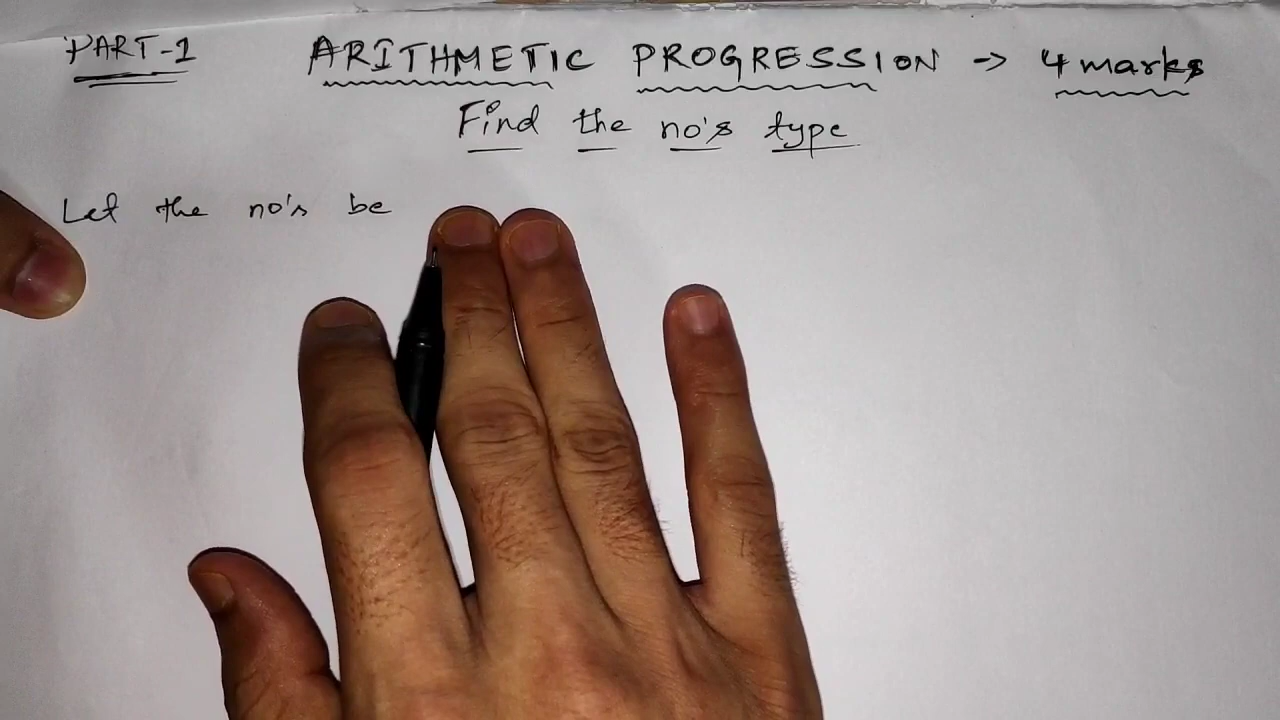 PART-1 ARITHMETIC PROGRESSION → 4 marks
Find the no's type
Let the no's be